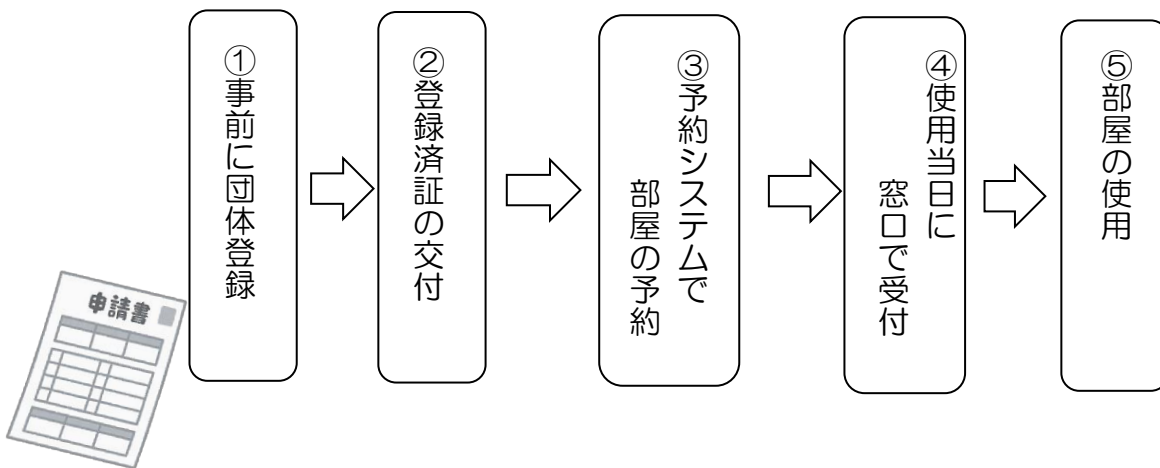 ①事前に団体登録
②登録済証の交付
③予約システムで
部屋の予約
④使用当日に
窓口で受付
⑤部屋の使用
申請書